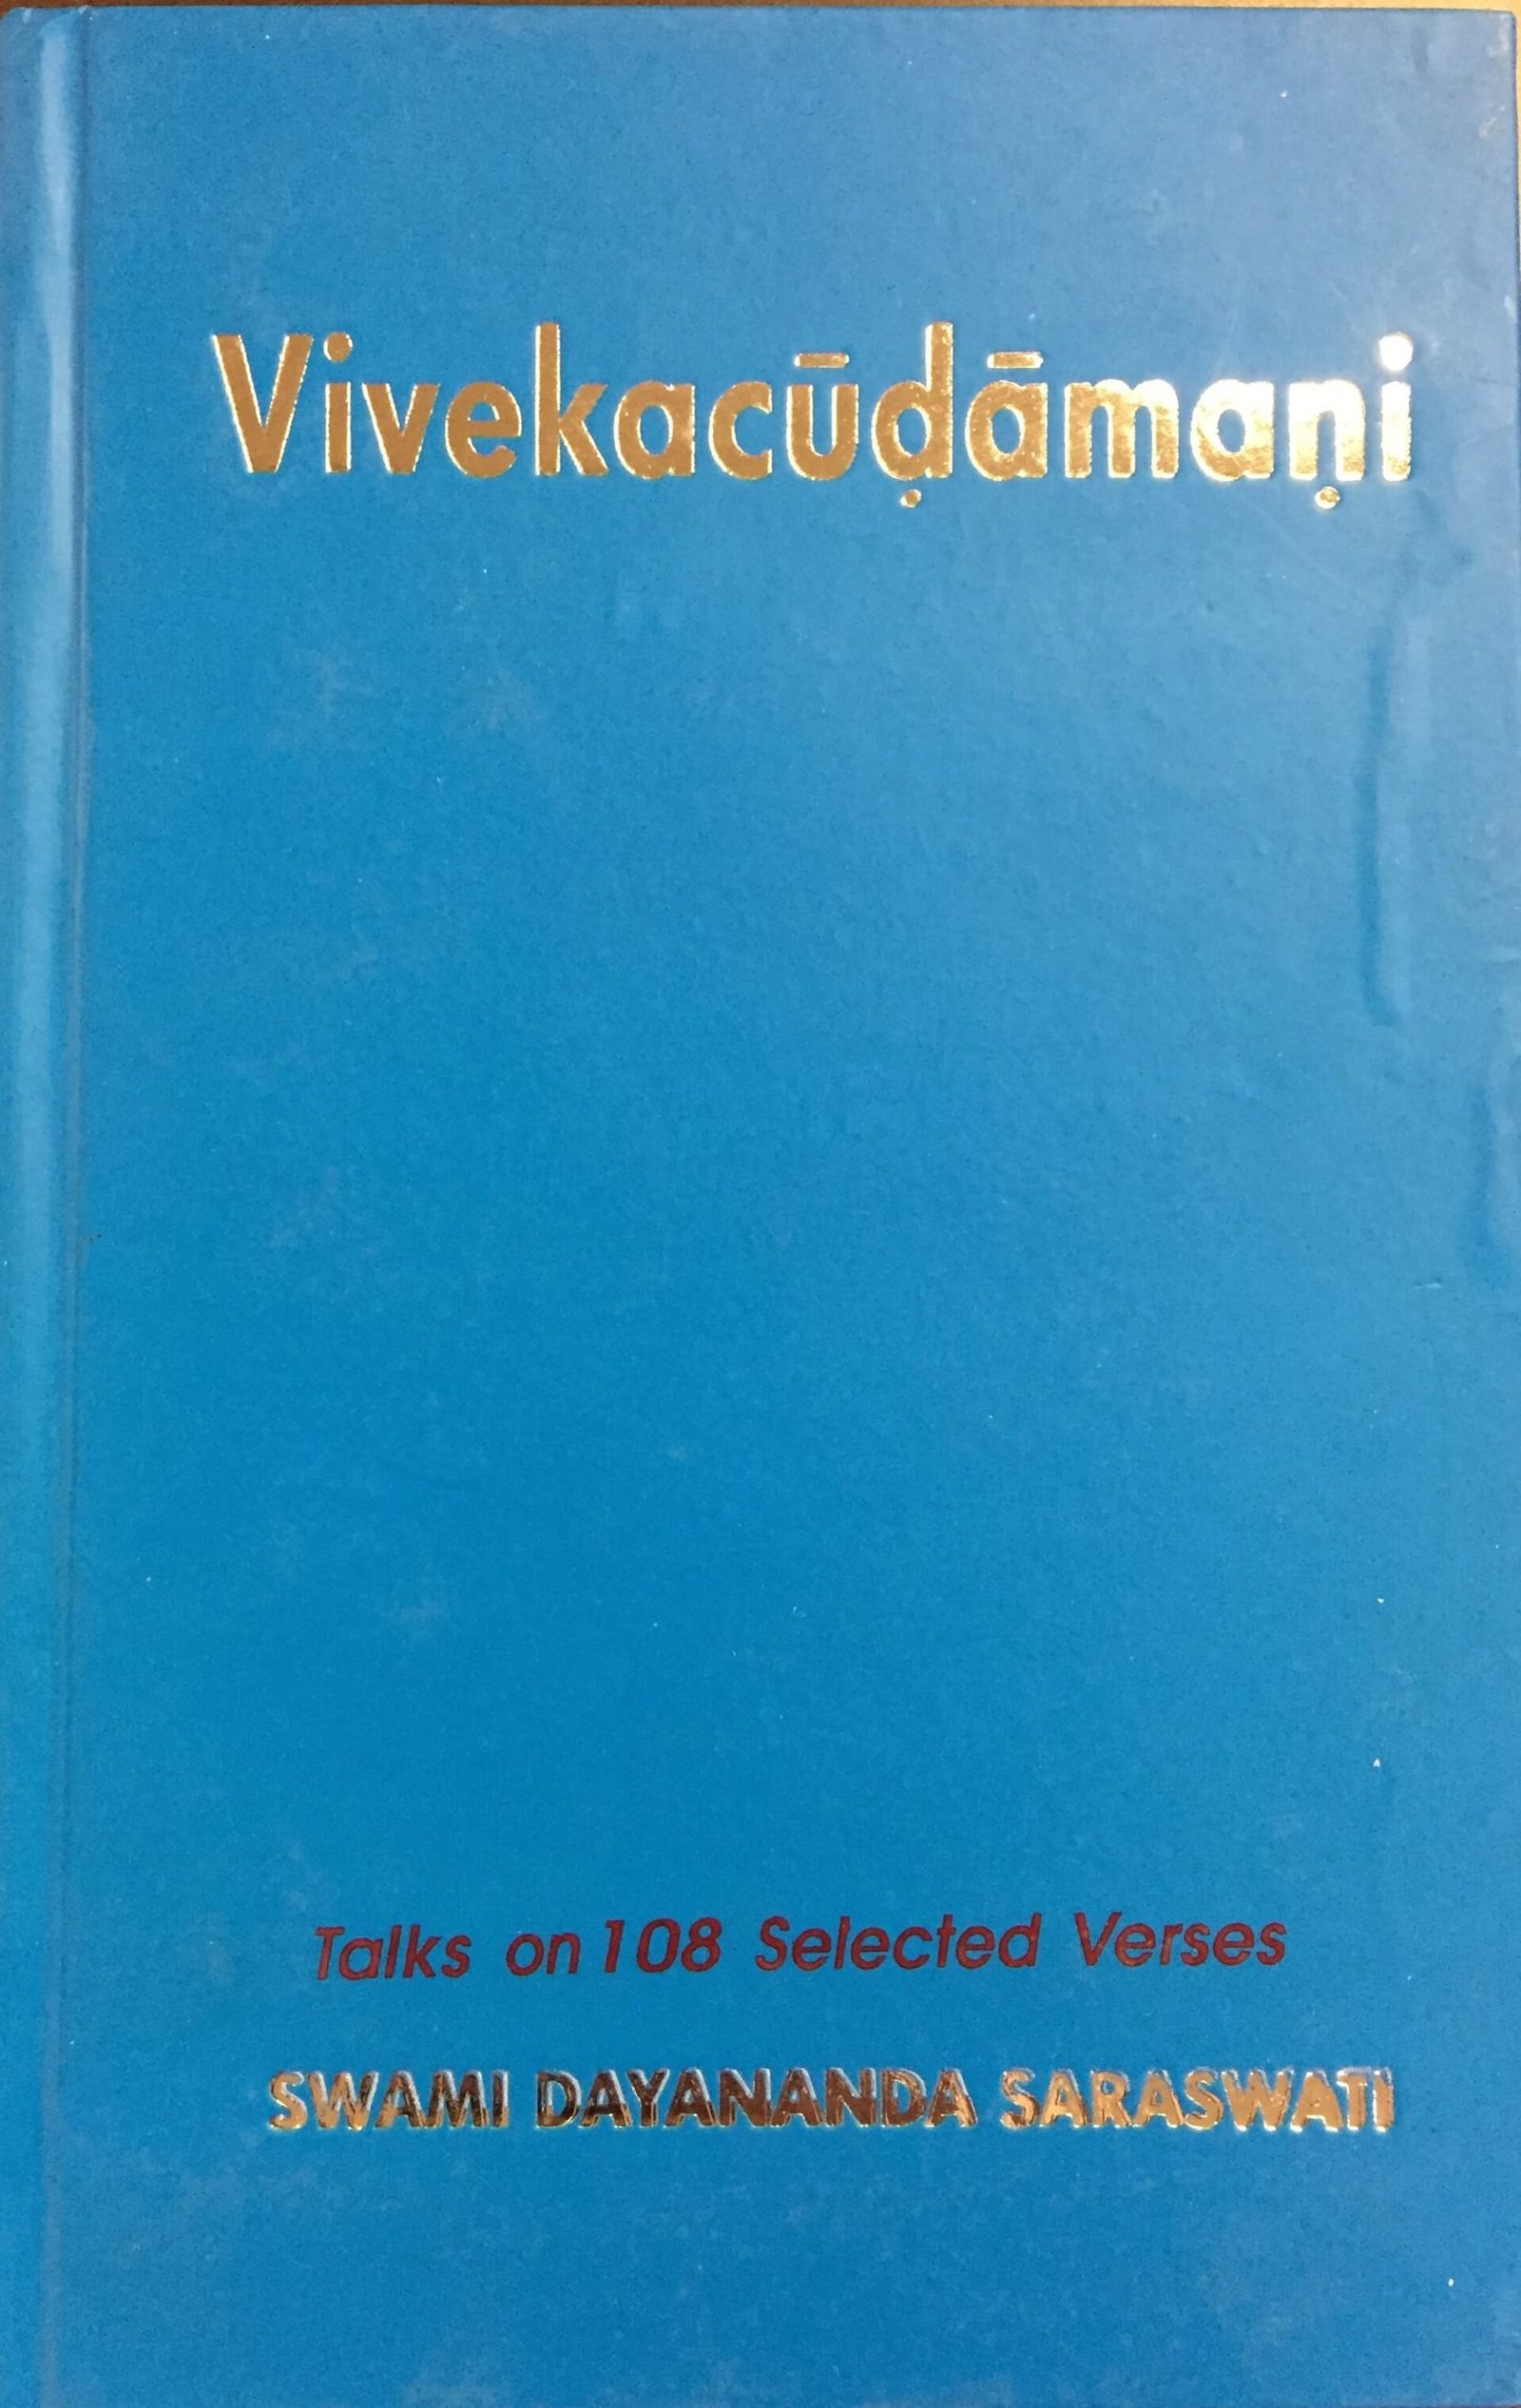 Vivekacūḍāmaṇi
Talks on 108 Selected Verses
SWAMI DAYANANDA SARASWATI